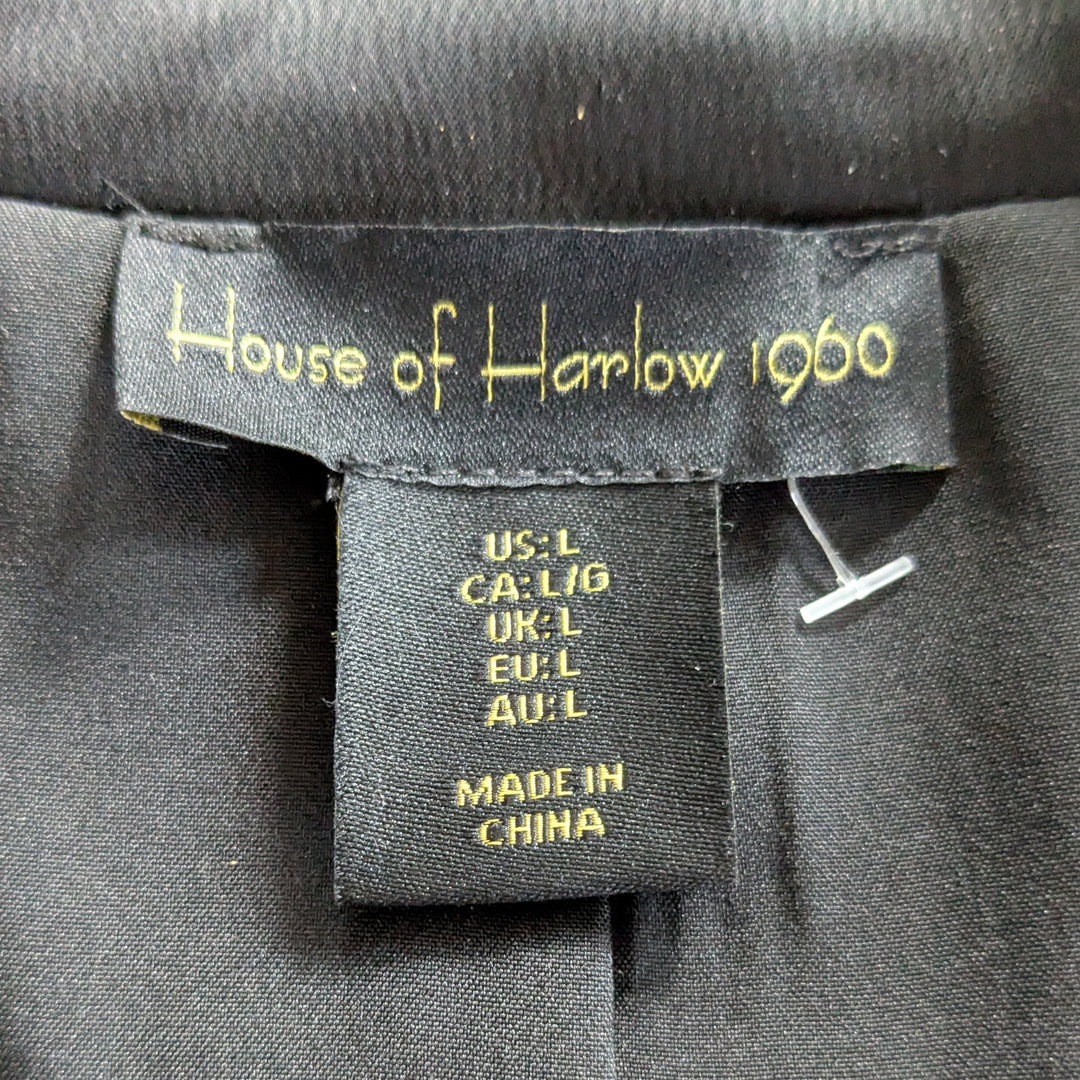 House of Harlow 1960
US: L
CA: L/G
UK: L
EU: L
AU: L
MADE IN
CHINA